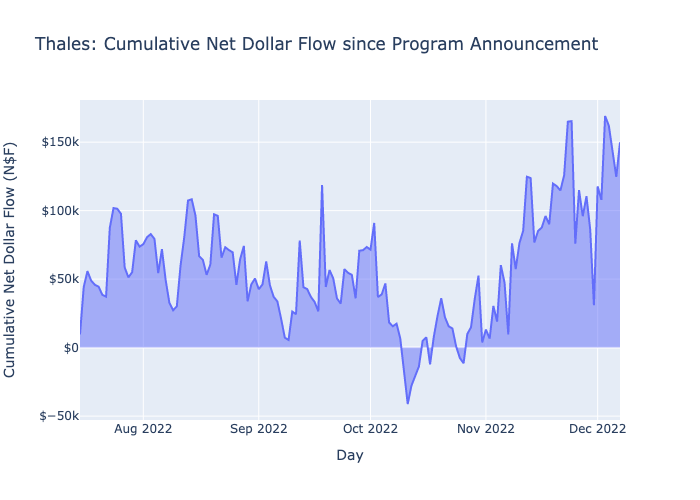 Thales: Cumulative Net Dollar Flow since Program Announcement
Cumulative Net Dollar Flow (N$F)
$150k
$100k
$50k
$0
$−50k
Aug 2022
Sep 2022
Oct 2022
Nov 2022
Dec 2022
Day